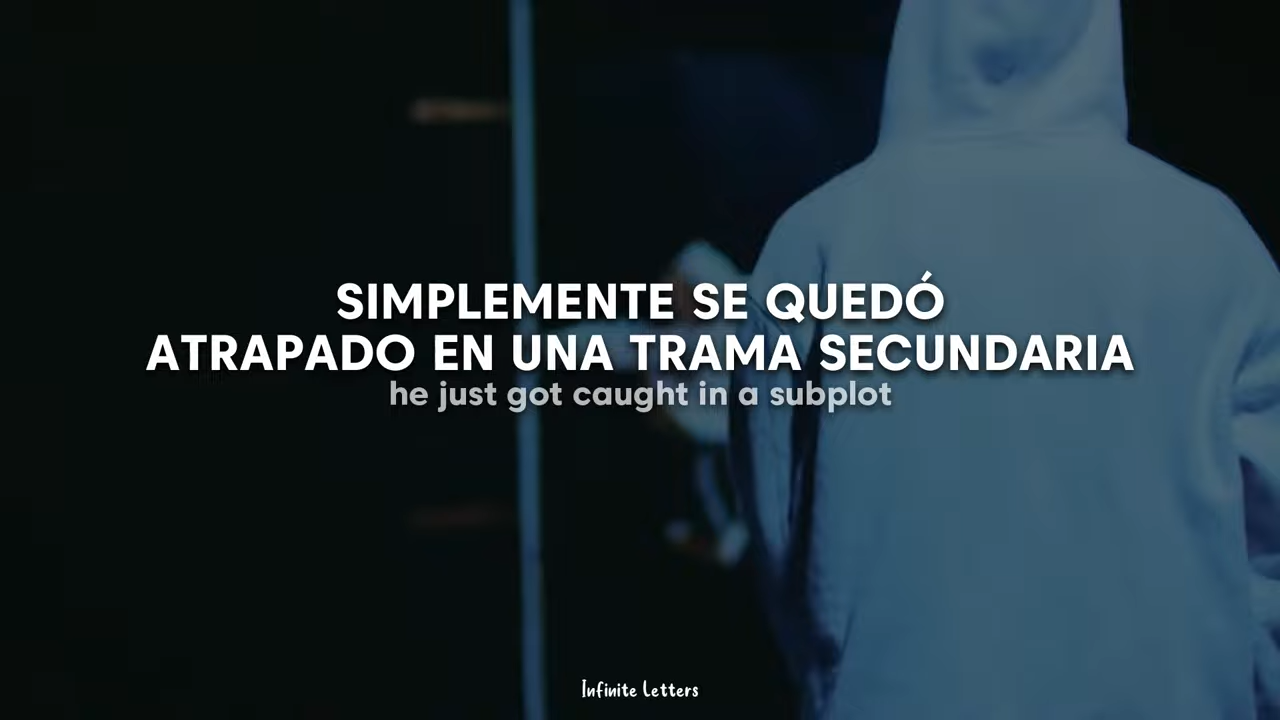 SIMPLEMENTE SE QUEDÓ
ATRAPADO EN UNA TRAMA SECUNDARIA
he just got caught in a subplot
Infinite Letters